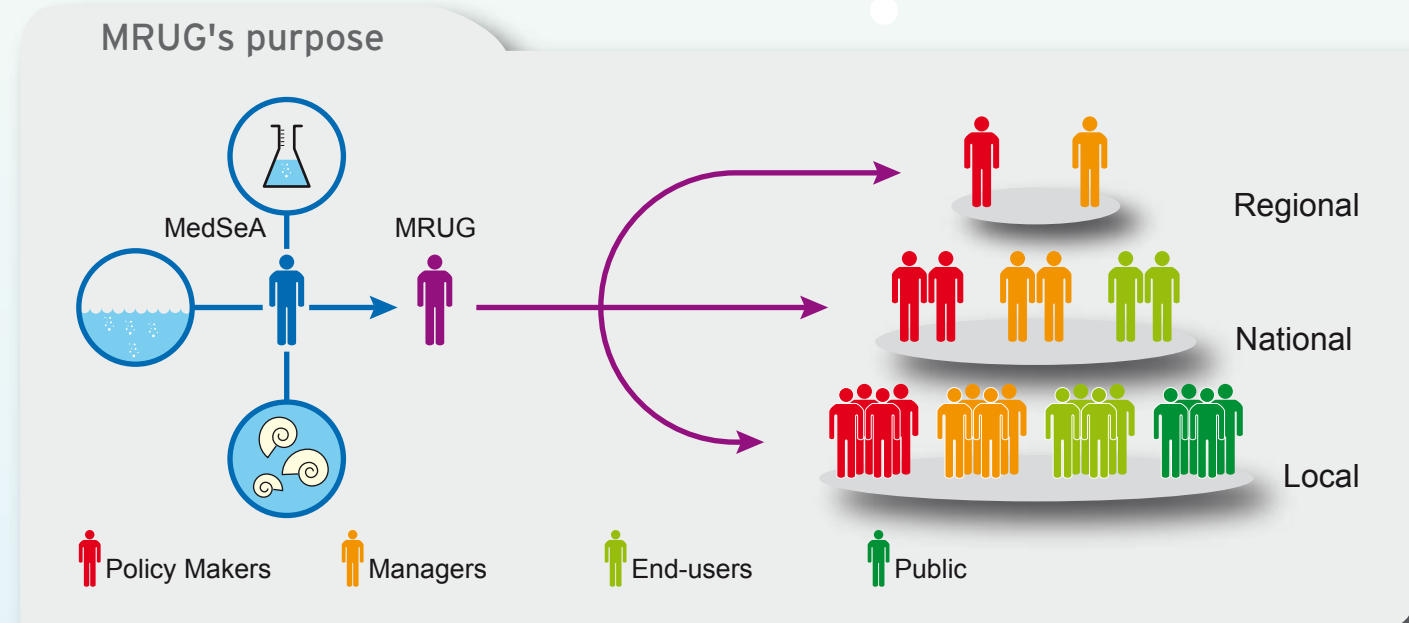 MRUG's purpose
MedSeA
MRUG
Regional
National
Local
Policy Makers
Managers
End-users
Public